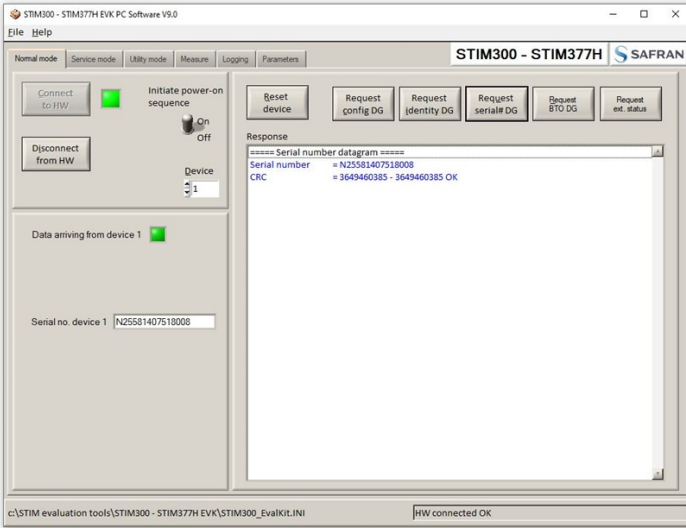 STIM300 - STIM377H EVK PC Software V9.0
File Help
Normal mode Service mode Utility mode Measure Logging Parameters
STIM300 - STIM377H SAFRAN
Connect
to HW
Initiate power-on
sequence
On
Off
Disconnect
from HW
Device
1
Reset
device
Request
config DG
Request
identity DG
Request
serial# DG
Request
BTO DG
Request
ext. status
Response
===== Serial number datagram =====
Serial number = N25581407518008
CRC = 3649460385 - 3649460385 OK
Data arriving from device 1
Serial no. device 1 N25581407518008
c:\STIM evaluation tools\STIM300 - STIM377H EVK\STIM300_EvalKit.INI
HW connected OK